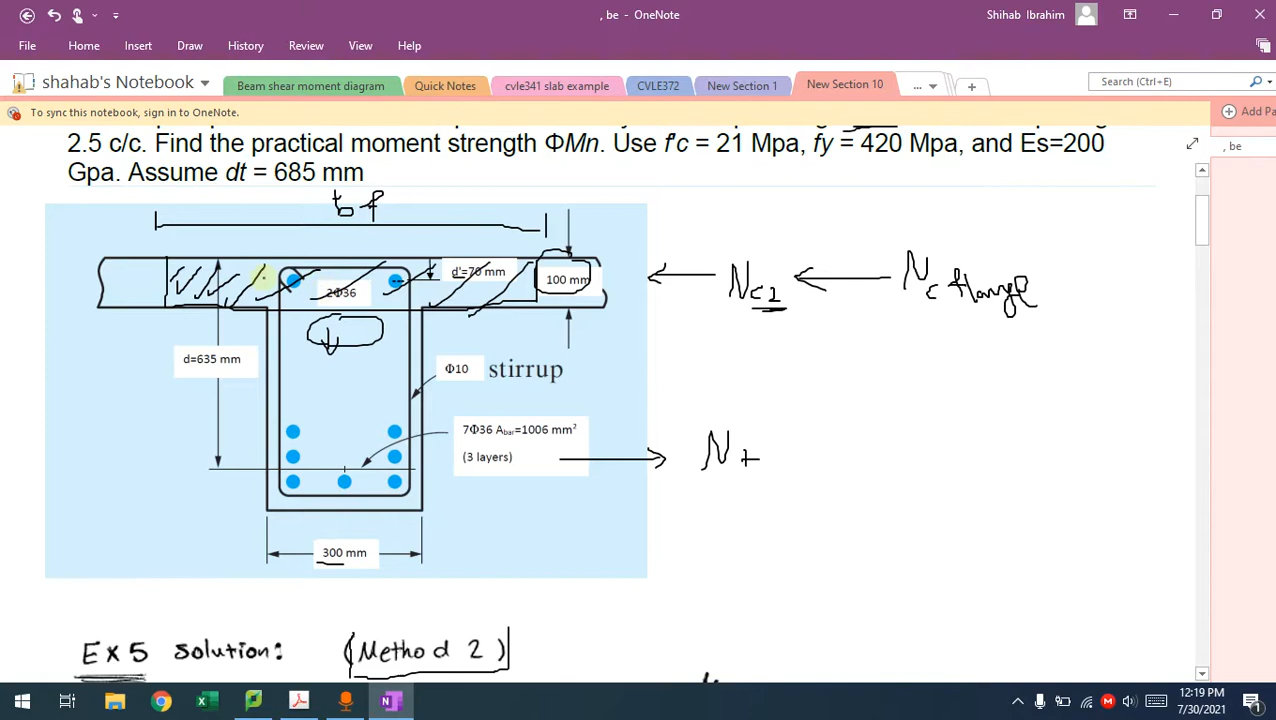 , be - OneNote
Shihab Ibrahim
File Home Insert Draw History Review View Help
shahab's Notebook
Beam shear moment diagram
Quick Notes
cvle341 slab example
CVLE372
New Section 1
New Section 10
...
+
Search (Ctrl+E)
To sync this notebook, sign in to OneNote.
Add Pa
, be
2.5 c/c. Find the practical moment strength ΦMn. Use f'c = 21 Mpa, fy = 420 Mpa, and Es=200
Gpa. Assume dt = 685 mm
bf
d'=70 mm
100 mm
2Φ36
Nc2
Nc flange
d=635 mm
Φ10 stirrup
7Φ36 Abar=1006 mm²
(3 layers)
N+
300 mm
Ex 5 Solution: (Method 2)
12:19 PM
7/30/2021
1